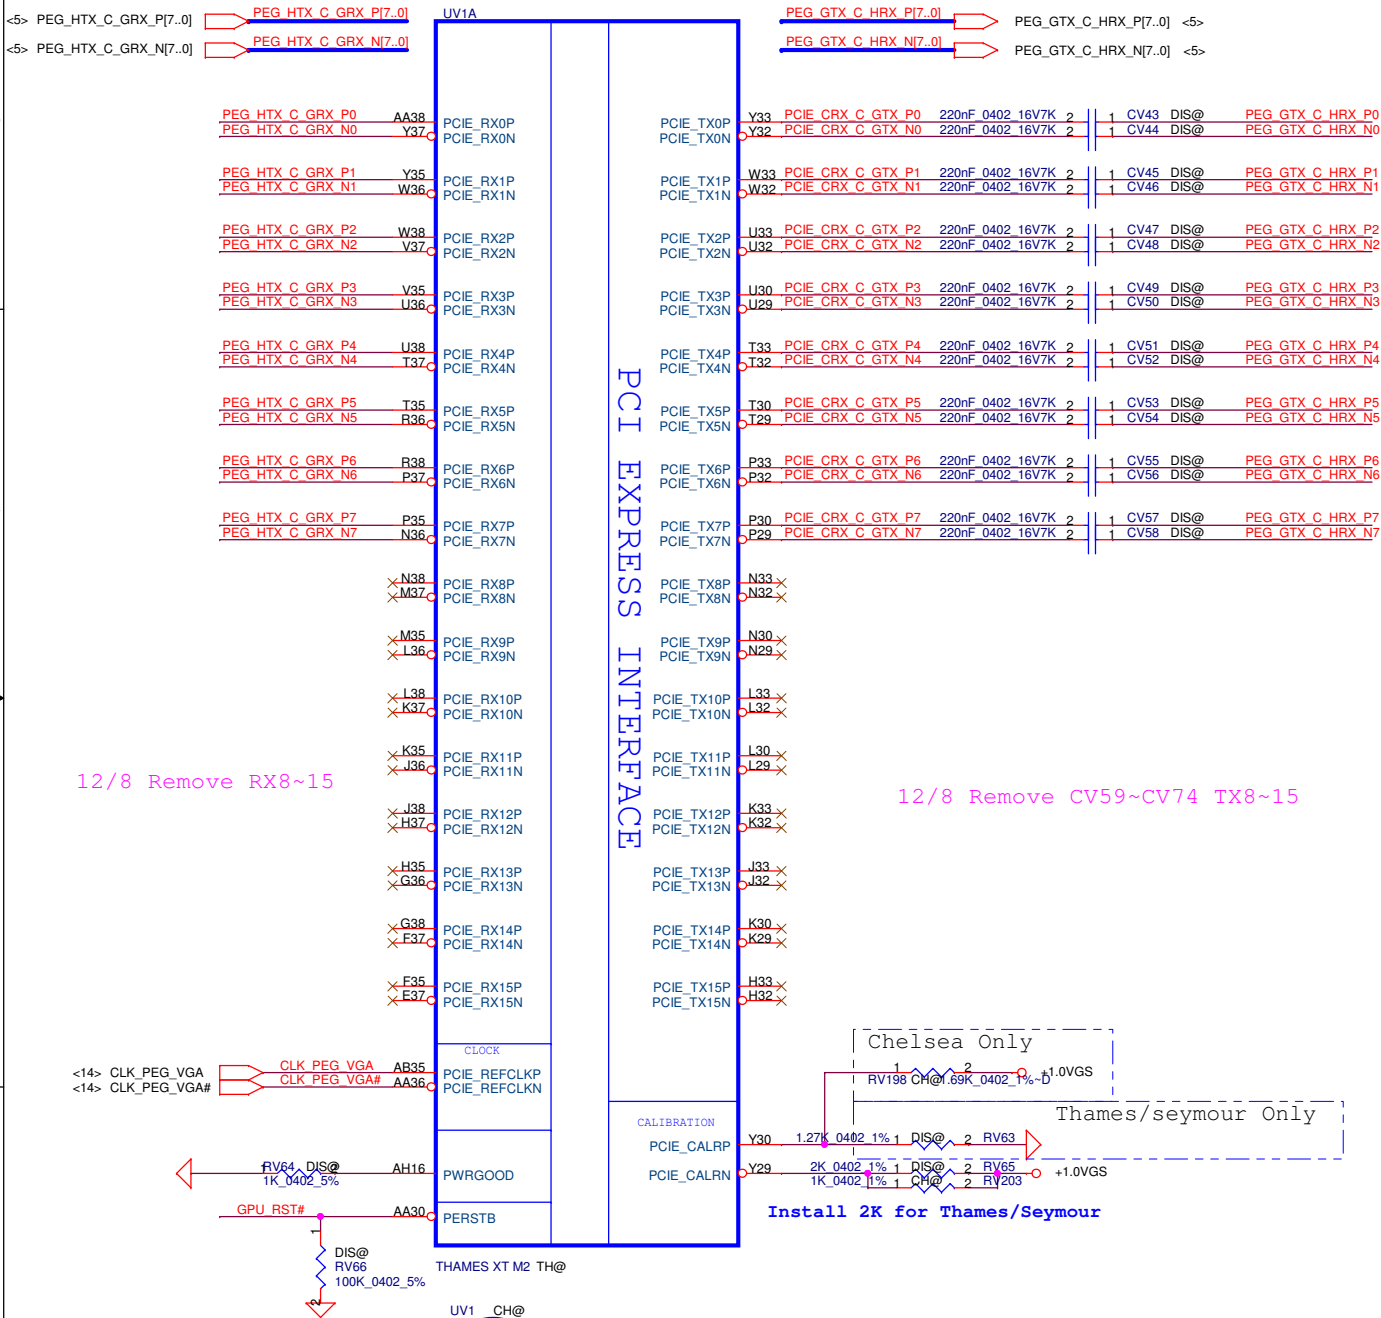 <5> PEG_HTX_C_GRX_P[7..0] PEG_HTX_C_GRX_P[7..0] UV1A PEG_GTX_C_HRX_P[7..0] PEG_GTX_C_HRX_P[7..0] <5>
<5> PEG_HTX_C_GRX_N[7..0] PEG_HTX_C_GRX_N[7..0] PEG_GTX_C_HRX_N[7..0] PEG_GTX_C_HRX_N[7..0] <5>
PEG_HTX_C_GRX_P0 AA38 PCIE_RX0P PCIE_TX0P Y33 PCIE_CRX_C_GTX_P0 220nF_0402_16V7K 2 1 CV43 DIS@ PEG_GTX_C_HRX_P0
PEG_HTX_C_GRX_N0 Y37 PCIE_RX0N PCIE_TX0N Y32 PCIE_CRX_C_GTX_N0 220nF_0402_16V7K 2 1 CV44 DIS@ PEG_GTX_C_HRX_N0
PEG_HTX_C_GRX_P1 Y35 PCIE_RX1P PCIE_TX1P W33 PCIE_CRX_C_GTX_P1 220nF_0402_16V7K 2 1 CV45 DIS@ PEG_GTX_C_HRX_P1
PEG_HTX_C_GRX_N1 W36 PCIE_RX1N PCIE_TX1N W32 PCIE_CRX_C_GTX_N1 220nF_0402_16V7K 2 1 CV46 DIS@ PEG_GTX_C_HRX_N1
PEG_HTX_C_GRX_P2 W38 PCIE_RX2P PCIE_TX2P U33 PCIE_CRX_C_GTX_P2 220nF_0402_16V7K 2 1 CV47 DIS@ PEG_GTX_C_HRX_P2
PEG_HTX_C_GRX_N2 V37 PCIE_RX2N PCIE_TX2N U32 PCIE_CRX_C_GTX_N2 220nF_0402_16V7K 2 1 CV48 DIS@ PEG_GTX_C_HRX_N2
PEG_HTX_C_GRX_P3 V35 PCIE_RX3P PCIE_TX3P U30 PCIE_CRX_C_GTX_P3 220nF_0402_16V7K 2 1 CV49 DIS@ PEG_GTX_C_HRX_P3
PEG_HTX_C_GRX_N3 U36 PCIE_RX3N PCIE_TX3N U29 PCIE_CRX_C_GTX_N3 220nF_0402_16V7K 2 1 CV50 DIS@ PEG_GTX_C_HRX_N3
PEG_HTX_C_GRX_P4 U38 PCIE_RX4P PCIE_TX4P T33 PCIE_CRX_C_GTX_P4 220nF_0402_16V7K 2 1 CV51 DIS@ PEG_GTX_C_HRX_P4
PEG_HTX_C_GRX_N4 T37 PCIE_RX4N PCIE_TX4N T32 PCIE_CRX_C_GTX_N4 220nF_0402_16V7K 2 1 CV52 DIS@ PEG_GTX_C_HRX_N4
PEG_HTX_C_GRX_P5 T35 PCIE_RX5P PCIE_TX5P T30 PCIE_CRX_C_GTX_P5 220nF_0402_16V7K 2 1 CV53 DIS@ PEG_GTX_C_HRX_P5
PEG_HTX_C_GRX_N5 R36 PCIE_RX5N PCIE_TX5N T29 PCIE_CRX_C_GTX_N5 220nF_0402_16V7K 2 1 CV54 DIS@ PEG_GTX_C_HRX_N5
PEG_HTX_C_GRX_P6 R38 PCIE_RX6P PCIE_TX6P P33 PCIE_CRX_C_GTX_P6 220nF_0402_16V7K 2 1 CV55 DIS@ PEG_GTX_C_HRX_P6
PEG_HTX_C_GRX_N6 P37 PCIE_RX6N PCIE_TX6N P32 PCIE_CRX_C_GTX_N6 220nF_0402_16V7K 2 1 CV56 DIS@ PEG_GTX_C_HRX_N6
PEG_HTX_C_GRX_P7 P35 PCIE_RX7P PCIE_TX7P P30 PCIE_CRX_C_GTX_P7 220nF_0402_16V7K 2 1 CV57 DIS@ PEG_GTX_C_HRX_P7
PEG_HTX_C_GRX_N7 N36 PCIE_RX7N PCIE_TX7N P29 PCIE_CRX_C_GTX_N7 220nF_0402_16V7K 2 1 CV58 DIS@ PEG_GTX_C_HRX_N7
PCI EXPRESS INTERFACE
N38 PCIE_RX8P PCIE_TX8P N33
M37 PCIE_RX8N PCIE_TX8N N32
M35 PCIE_RX9P PCIE_TX9P N30
L36 PCIE_RX9N PCIE_TX9N N29
L38 PCIE_RX10P PCIE_TX10P L33
K37 PCIE_RX10N PCIE_TX10N L32
K35 PCIE_RX11P PCIE_TX11P L30
J36 PCIE_RX11N PCIE_TX11N L29
12/8 Remove RX8~15
12/8 Remove CV59~CV74 TX8~15
J38 PCIE_RX12P PCIE_TX12P K33
H37 PCIE_RX12N PCIE_TX12N K32
H35 PCIE_RX13P PCIE_TX13P J33
G36 PCIE_RX13N PCIE_TX13N J32
G38 PCIE_RX14P PCIE_TX14P K30
F37 PCIE_RX14N PCIE_TX14N K29
F35 PCIE_RX15P PCIE_TX15P H33
E37 PCIE_RX15N PCIE_TX15N H32
Chelsea Only
CLOCK
<14> CLK_PEG_VGA CLK_PEG_VGA AB35 PCIE_REFCLKP 1 2 +1.0VGS
<14> CLK_PEG_VGA# CLK_PEG_VGA# AA36 PCIE_REFCLKN RV198 CH@ 1.69K_0402_1%~D
Thames/seymour Only
CALIBRATION
PCIE_CALRP Y30 1.27K_0402_1% 1 DIS@ 2 RV63
1 RV64 DIS@ AH16 PWRGOOD PCIE_CALRN Y29 2K_0402_1% 1 DIS@ 2 RV65 +1.0VGS
1K_0402_5% 1K_0402_1% 1 CH@ 2 RV203
GPU_RST# AA30 PERSTB Install 2K for Thames/Seymour
1
DIS@
RV66
100K_0402_5%
2
THAMES XT M2 TH@
UV1 CH@